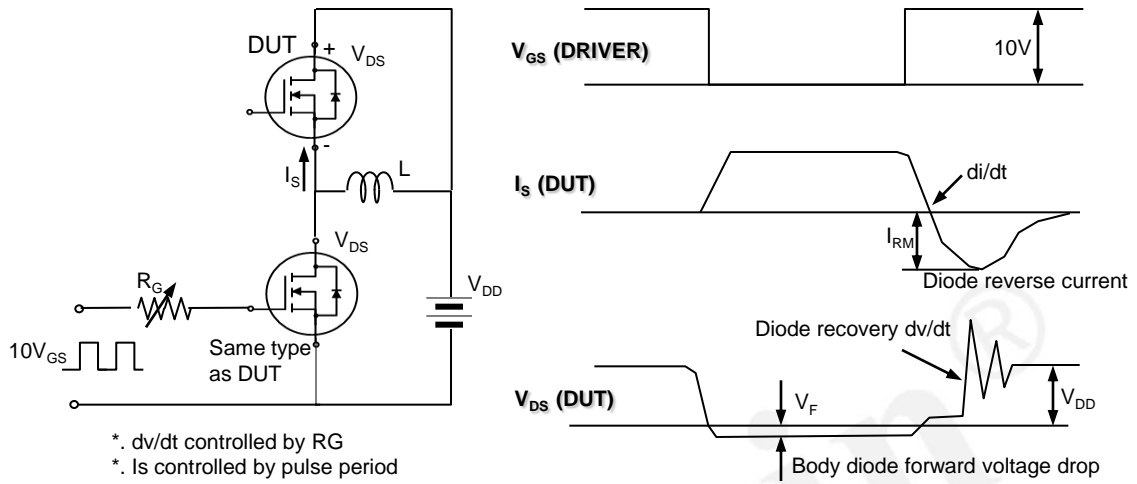 DUT
+
V_DS
-
I_S
L
V_DS
R_G
V_DD
10V_GS
Same type
as DUT
*. dv/dt controlled by RG
*. Is controlled by pulse period
V_GS (DRIVER)
10V
I_S (DUT)
di/dt
I_RM
Diode reverse current
Diode recovery dv/dt
V_DS (DUT)
V_F
V_DD
Body diode forward voltage drop
®